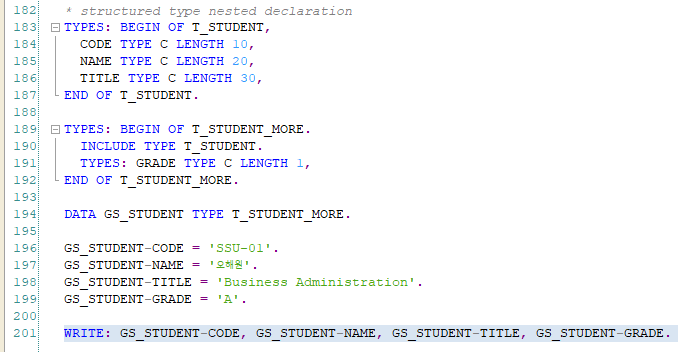 182 * structured type nested declaration
183 TYPES: BEGIN OF T_STUDENT,
184 CODE TYPE C LENGTH 10,
185 NAME TYPE C LENGTH 20,
186 TITLE TYPE C LENGTH 30,
187 END OF T_STUDENT.
188
189 TYPES: BEGIN OF T_STUDENT_MORE.
190 INCLUDE TYPE T_STUDENT.
191 TYPES: GRADE TYPE C LENGTH 1,
192 END OF T_STUDENT_MORE.
193
194 DATA GS_STUDENT TYPE T_STUDENT_MORE.
195
196 GS_STUDENT-CODE = 'SSU-01'.
197 GS_STUDENT-NAME = '오해원'.
198 GS_STUDENT-TITLE = 'Business Administration'.
199 GS_STUDENT-GRADE = 'A'.
200
201 WRITE: GS_STUDENT-CODE, GS_STUDENT-NAME, GS_STUDENT-TITLE, GS_STUDENT-GRADE.